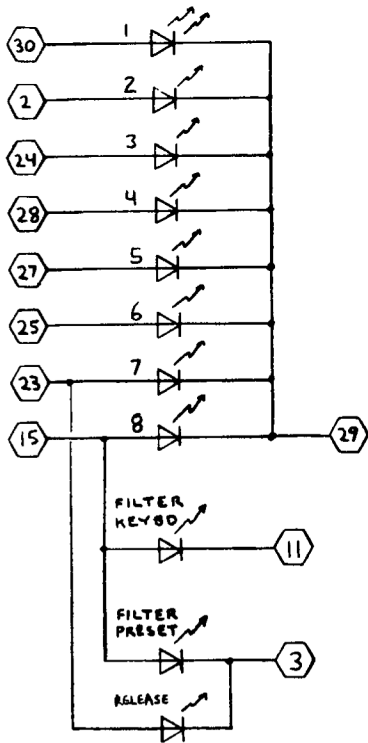 30 1
2 2
24 3
28 4
27 5
25 6
23 7
15 8 29
FILTER
KEYBD
11
FILTER
PRESET
3
RELEASE